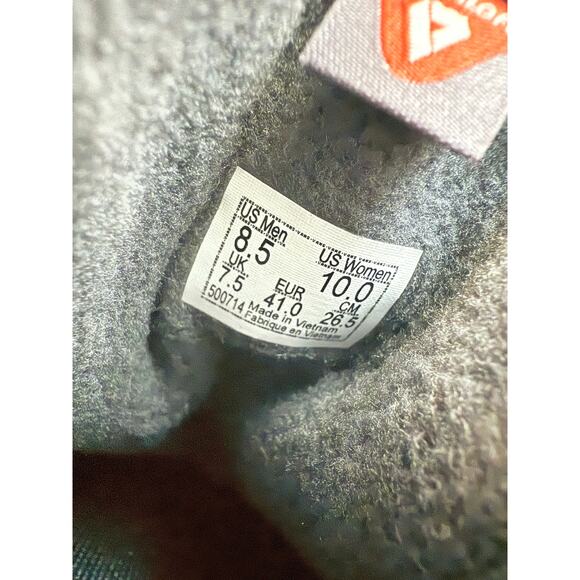 US Men US Women
8.5 10.0
UK EUR CM
7.5 41.0 26.5
500714 Made in Vietnam
Fabrique en Vietnam